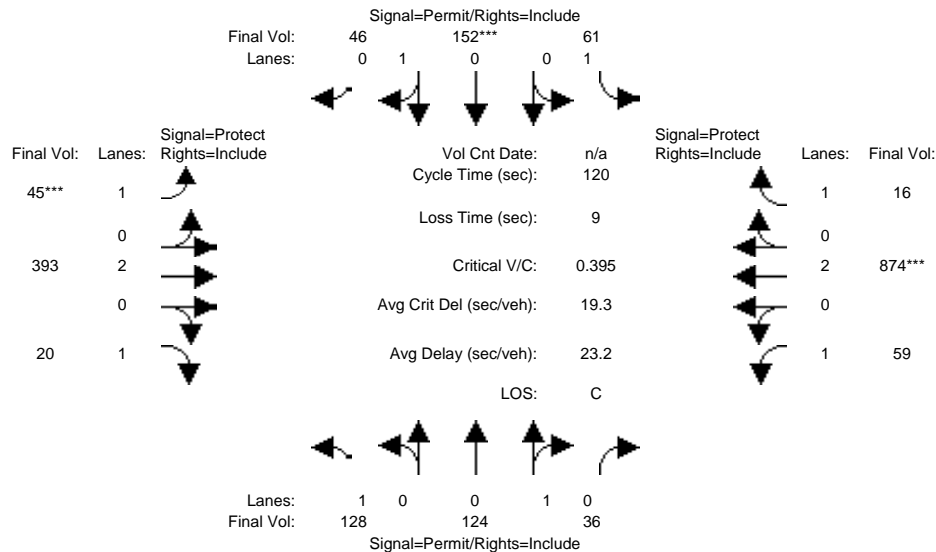 Signal=Permit/Rights=Include
Final Vol: 46 152*** 61
Lanes: 0 1 0 0 1
Signal=Protect Signal=Protect
Final Vol: Lanes: Rights=Include Vol Cnt Date: n/a Rights=Include Lanes: Final Vol:
Cycle Time (sec): 120
45*** 1 1 16
Loss Time (sec): 9
0 0
393 2 Critical V/C: 0.395 2 874***
0 Avg Crit Del (sec/veh): 19.3 0
20 1 Avg Delay (sec/veh): 23.2 1 59
LOS: C
Lanes: 1 0 0 1 0
Final Vol: 128 124 36
Signal=Permit/Rights=Include